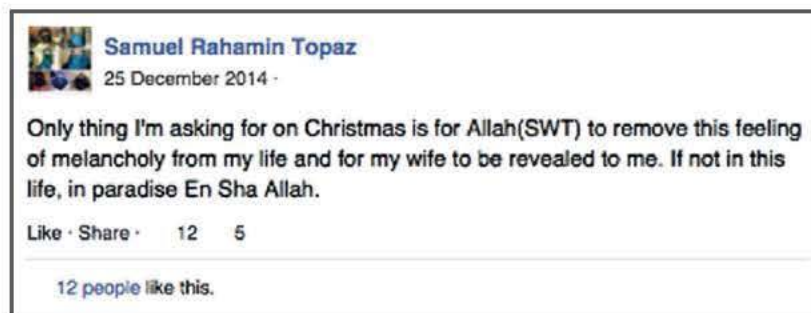 Samuel Rahamin Topaz
25 December 2014 ·
Only thing I'm asking for on Christmas is for Allah(SWT) to remove this feeling
of melancholy from my life and for my wife to be revealed to me. If not in this
life, in paradise En Sha Allah.
Like · Share · 12 5
12 people like this.